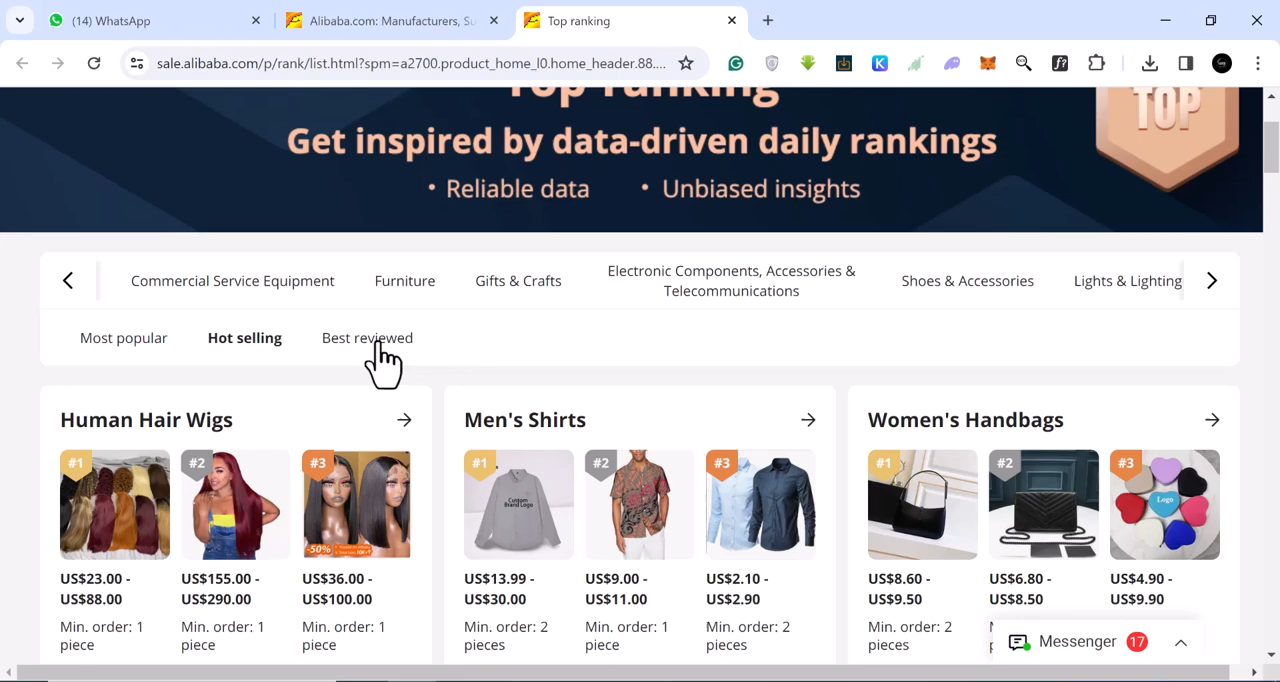 (14) WhatsApp
Alibaba.com: Manufacturers, Su
Top ranking
sale.alibaba.com/p/rank/list.html?spm=a2700.product_home_l0.home_header.88....
Top ranking
TOP
Get inspired by data-driven daily rankings
• Reliable data • Unbiased insights
Commercial Service Equipment
Furniture
Gifts & Crafts
Electronic Components, Accessories &
Telecommunications
Shoes & Accessories
Lights & Lighting
Most popular
Hot selling
Best reviewed
Human Hair Wigs
#1
#2
#3
-50%
US$23.00 -
US$88.00
Min. order: 1
piece
US$155.00 -
US$290.00
Min. order: 1
piece
US$36.00 -
US$100.00
Min. order: 1
piece
Men's Shirts
#1
Custom
Brand Logo
#2
#3
US$13.99 -
US$30.00
Min. order: 2
pieces
US$9.00 -
US$11.00
Min. order: 1
piece
US$2.10 -
US$2.90
Min. order: 2
pieces
Women's Handbags
#1
#2
#3
Logo
US$8.60 -
US$9.50
Min. order: 2
pieces
US$6.80 -
US$8.50
US$4.90 -
US$9.90
Messenger 17